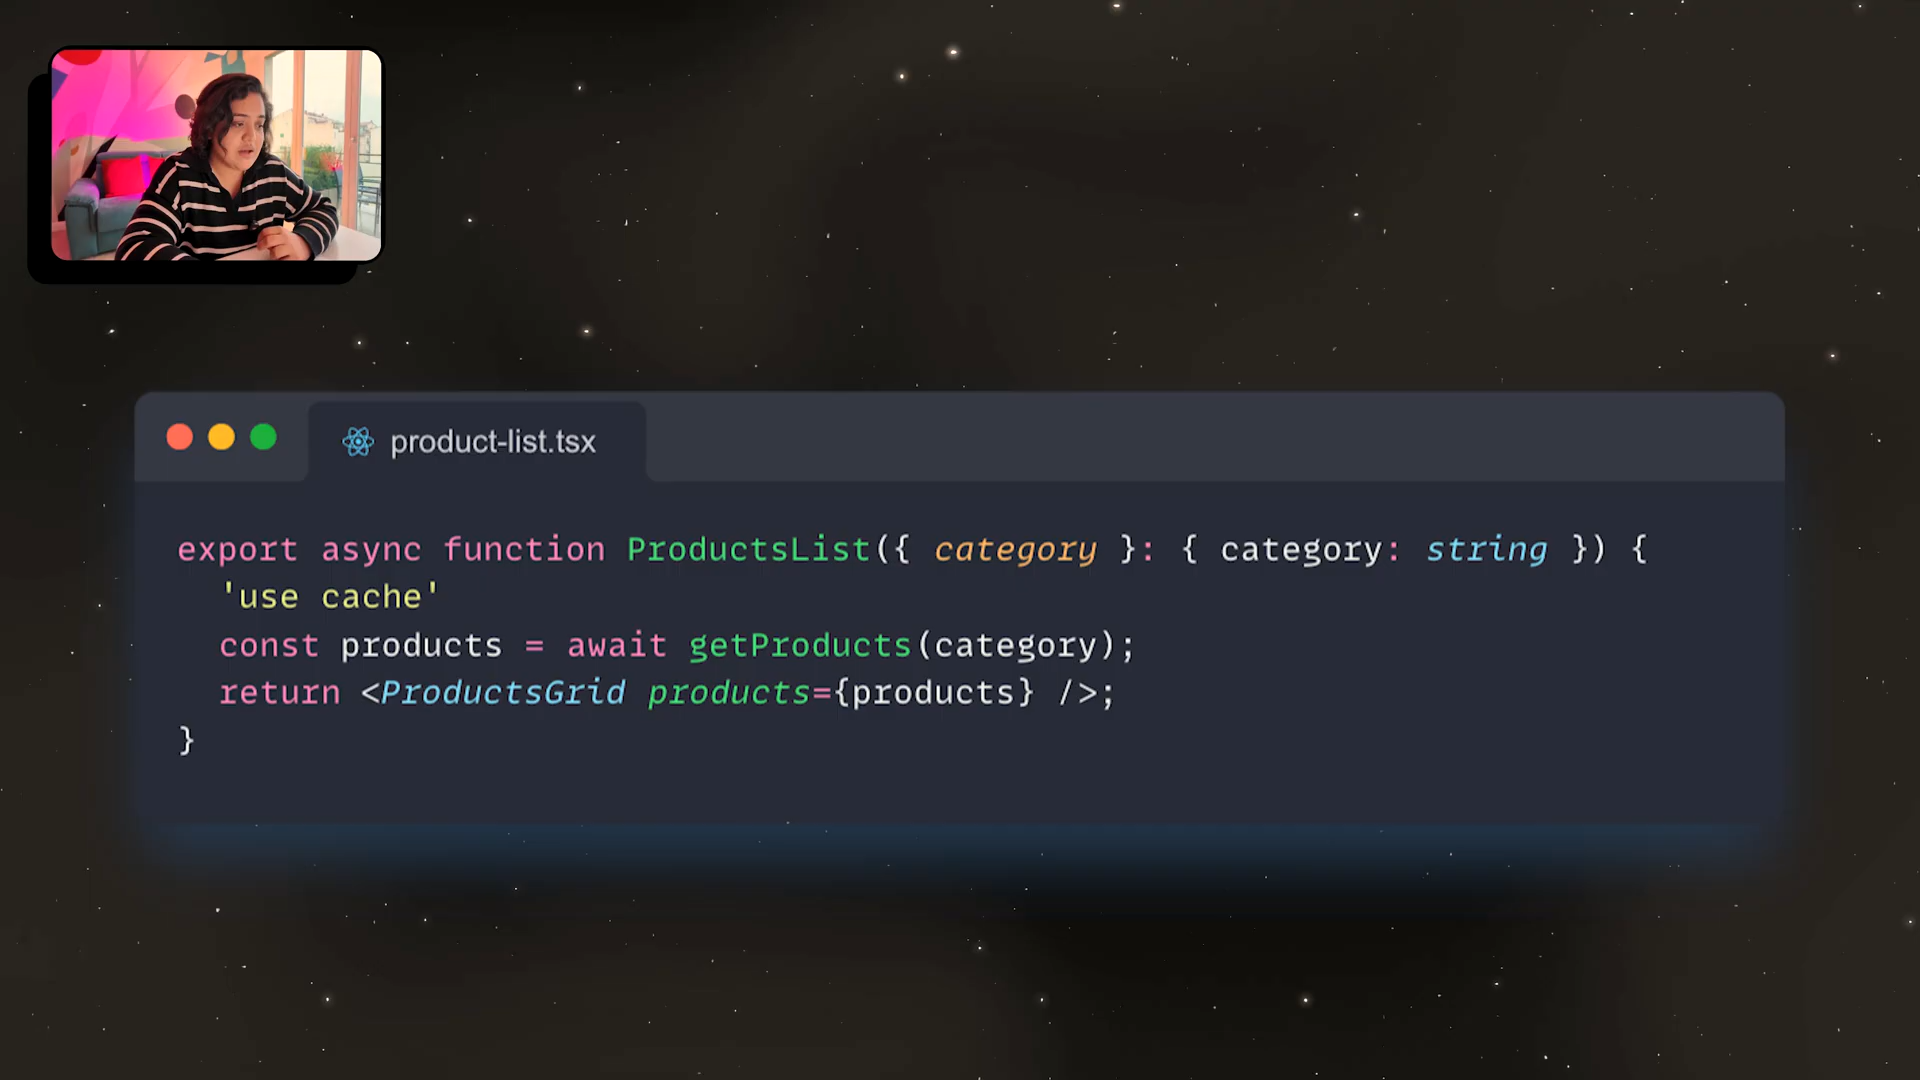 product-list.tsx
export async function ProductsList({ category }: { category: string }) {
'use cache'
const products = await getProducts(category);
return <ProductsGrid products={products} />;
}